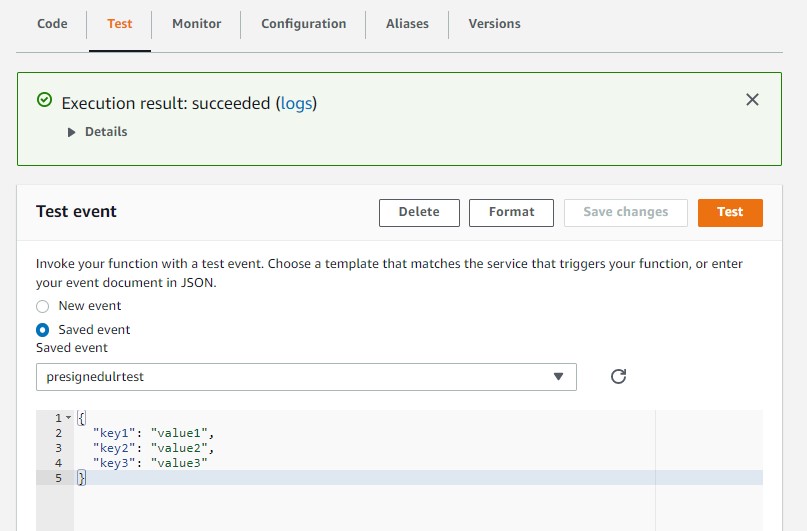 Code Test Monitor Configuration Aliases Versions
Execution result: succeeded (logs)
Details
Test event Delete Format Save changes Test
Invoke your function with a test event. Choose a template that matches the service that triggers your function, or enter
your event document in JSON.
New event
Saved event
Saved event
presignedulrtest
1 {
2 "key1": "value1",
3 "key2": "value2",
4 "key3": "value3"
5 }